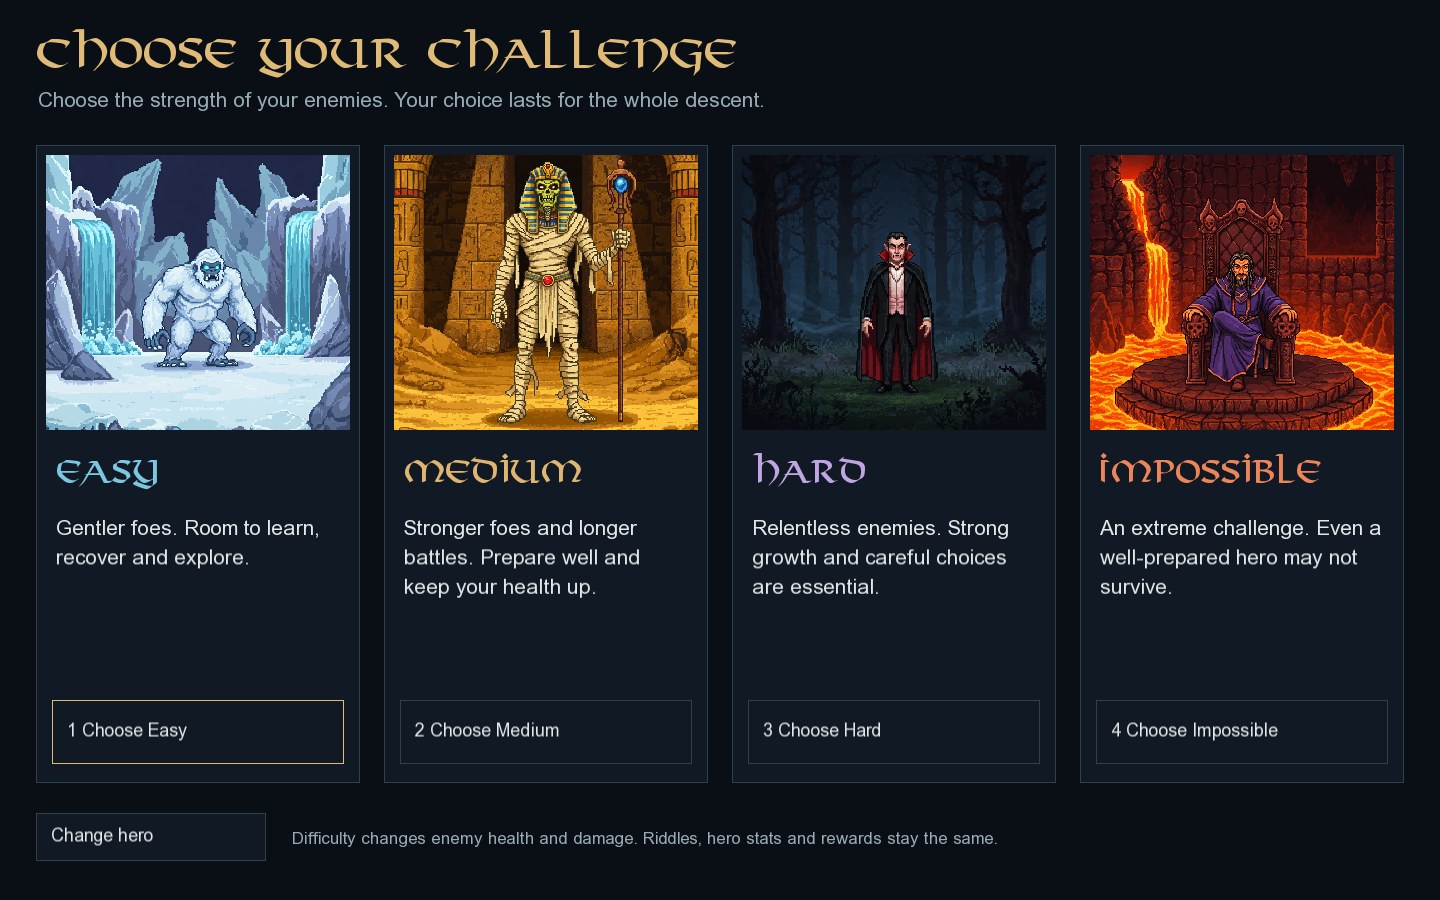 Choose your challenge
Choose the strength of your enemies. Your choice lasts for the whole descent.
Easy
Gentler foes. Room to learn,
recover and explore.
1 Choose Easy
Medium
Stronger foes and longer
battles. Prepare well and
keep your health up.
2 Choose Medium
Hard
Relentless enemies. Strong
growth and careful choices
are essential.
3 Choose Hard
Impossible
An extreme challenge. Even a
well-prepared hero may not
survive.
4 Choose Impossible
Change hero
Difficulty changes enemy health and damage. Riddles, hero stats and rewards stay the same.